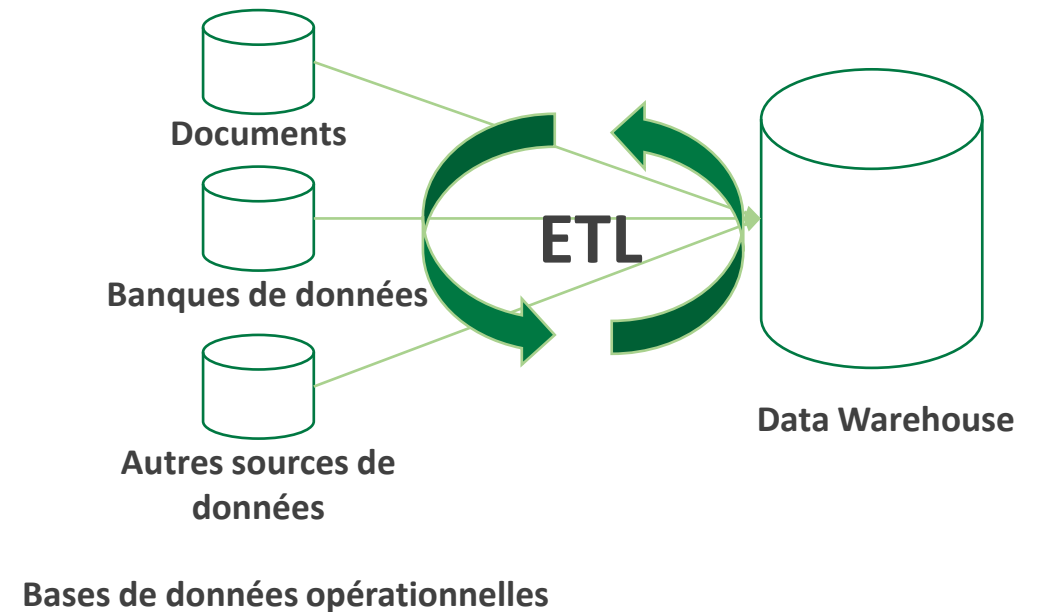 Documents
ETL
Banques de données
Data Warehouse
Autres sources de
données
Bases de données opérationnelles